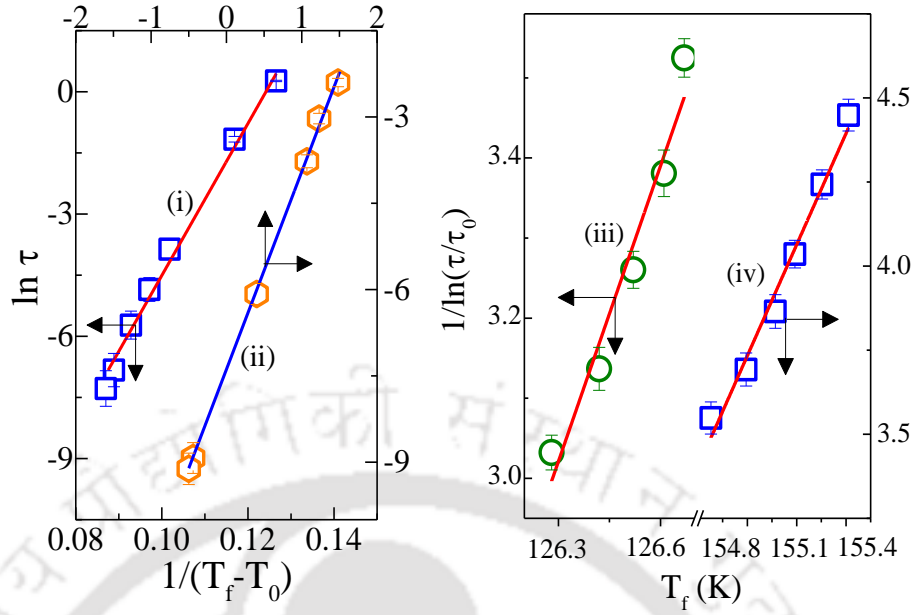 -2 -1 0 1 2
0
-3
-6
-9
-3
-6
-9
0.08 0.10 0.12 0.14
ln τ
1/(T_f-T_0)
(i)
(ii)
3.4
3.2
3.0
4.5
4.0
3.5
126.3 126.6 154.8 155.1 155.4
1/ln(τ/τ_0)
T_f (K)
(iii)
(iv)